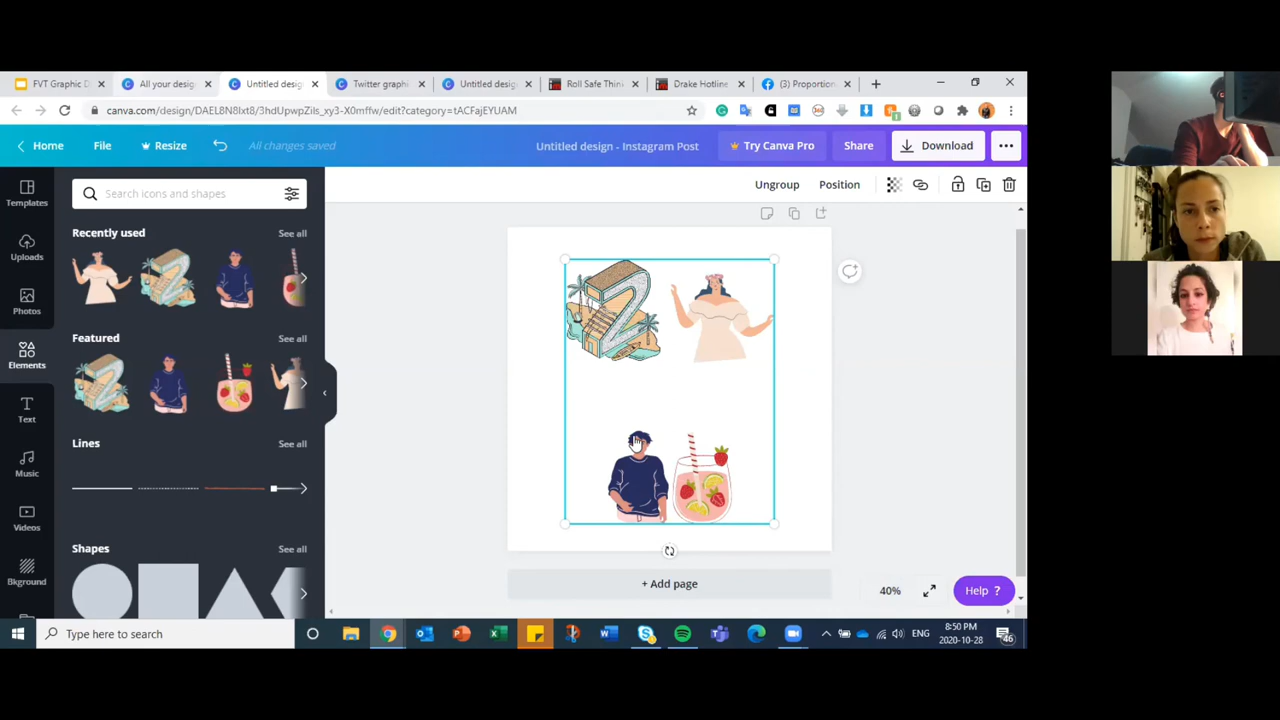 FVT Graphic D
All your desig
Untitled desig
Twitter graphi
Untitled desig
Roll Safe Thin
Drake Hotline
(3) Proportion
canva.com/design/DAEL8N8lxt8/3hdUpwpZiIs_xy3-X0mffw/edit?category=tACFajEYUAM
Home
File
Resize
All changes saved
Untitled design - Instagram Post
Try Canva Pro
Share
Download
Templates
Search icons and shapes
Ungroup
Position
Recently used
See all
Uploads
Photos
Featured
See all
Elements
Text
Lines
See all
Music
Videos
Shapes
See all
Bkground
+ Add page
40%
Help ?
Type here to search
ENG
8:50 PM
2020-10-28
46